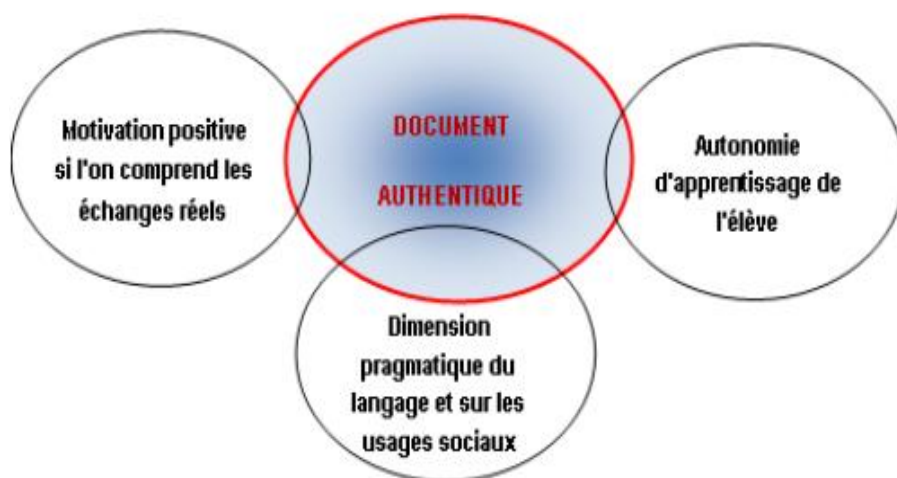 Motivation positive
si l'on comprend les
échanges réels
DOCUMENT
AUTHENTIQUE
Autonomie
d'apprentissage de
l'élève
Dimension
pragmatique du
langage et sur les
usages sociaux